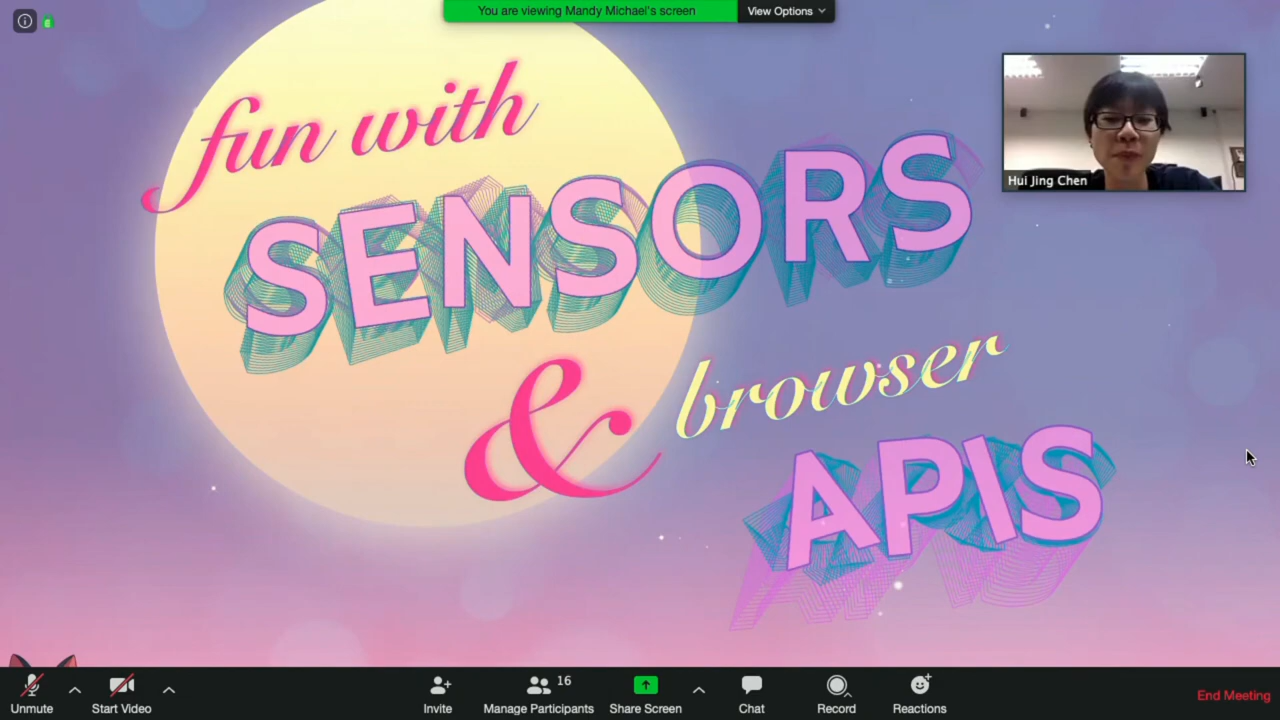 You are viewing Mandy Michael's screen
View Options
fun with
SENSORS
& browser
APIS
Hui Jing Chen
Unmute
Start Video
Invite
16
Manage Participants
Share Screen
Chat
Record
Reactions
End Meeting